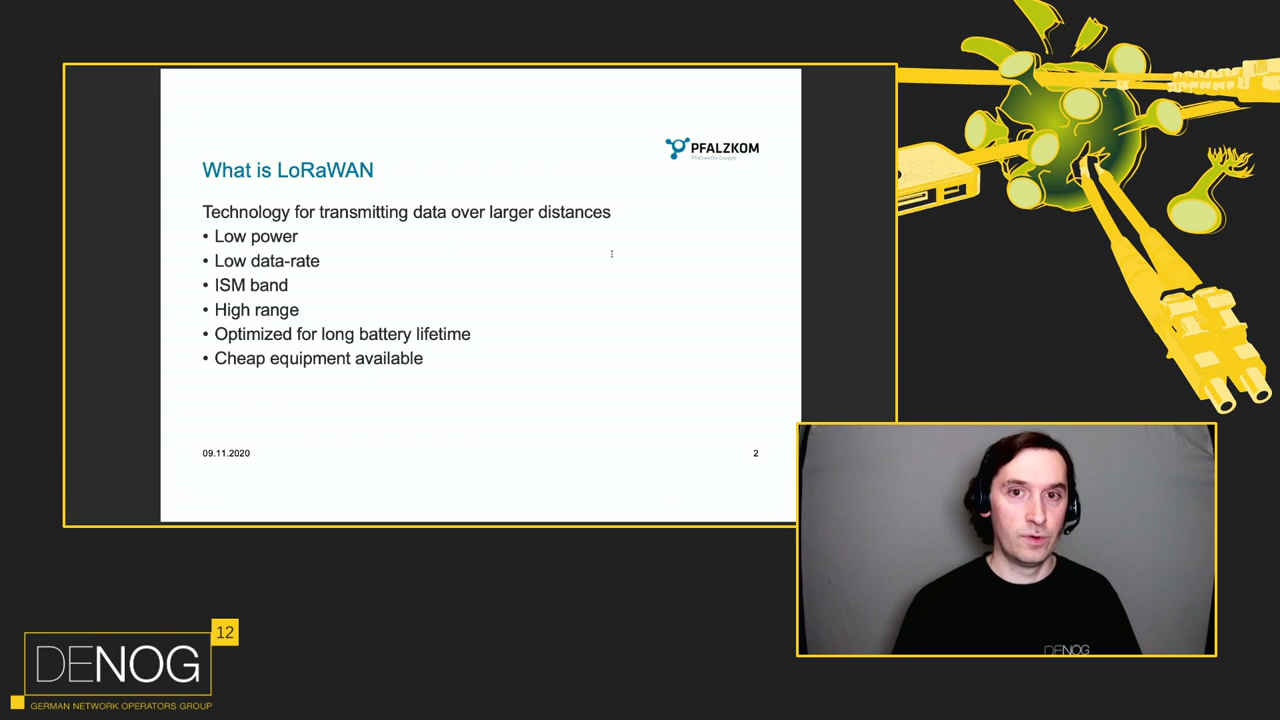 PFALZKOM
Pfalzwerke Gruppe
What is LoRaWAN
Technology for transmitting data over larger distances
• Low power
• Low data-rate
• ISM band
• High range
• Optimized for long battery lifetime
• Cheap equipment available
09.11.2020
2
DENOG
12
DENOG
GERMAN NETWORK OPERATORS GROUP